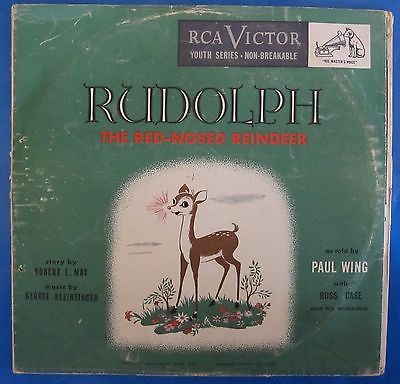 RCA VICTOR
YOUTH SERIES • NON-BREAKABLE
"HIS MASTER'S VOICE"
RUDOLPH
THE RED-NOSED REINDEER
story by
ROBERT L. MAY
music by
GEORGE KLEINSINGER
as told by
PAUL WING
with
RUSS CASE
and his orchestra